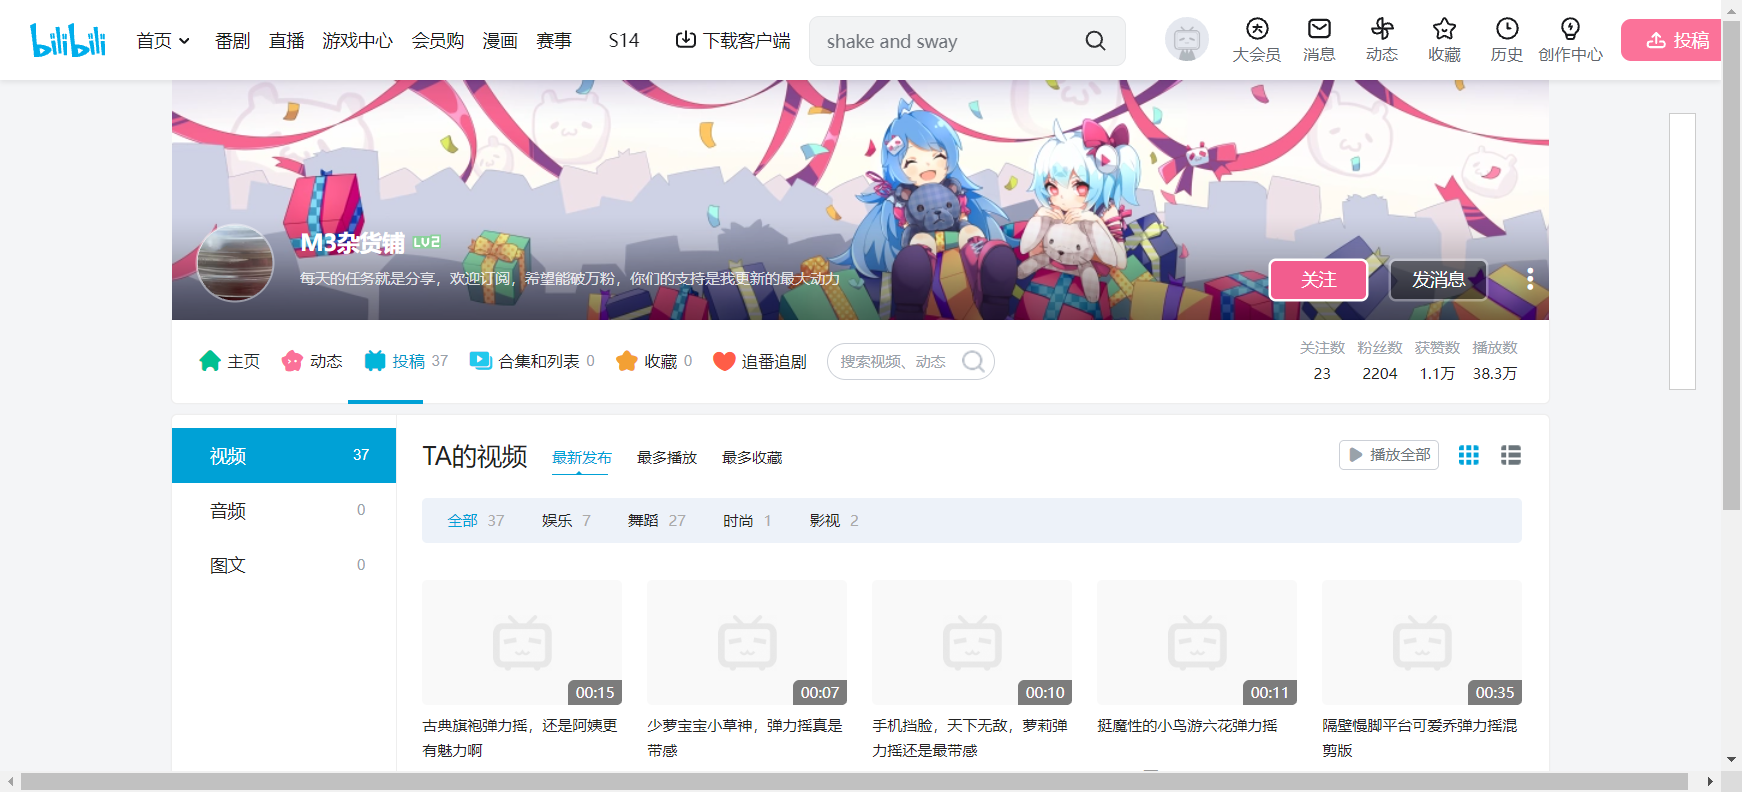 bilibili
首页
番剧
直播
游戏中心
会员购
漫画
赛事
S14
下载客户端
shake and sway
大会员
消息
动态
收藏
历史
创作中心
投稿
M3杂货铺 LV2
每天的任务就是分享，欢迎订阅，希望能破万粉，你们的支持是我更新的最大动力
关注
发消息
主页
动态
投稿 37
合集和列表 0
收藏 0
追番追剧
搜索视频、动态
关注数 粉丝数 获赞数 播放数
23 2204 1.1万 38.3万
视频 37
音频 0
图文 0
TA的视频
最新发布
最多播放
最多收藏
播放全部
全部 37
娱乐 7
舞蹈 27
时尚 1
影视 2
00:15
00:07
00:10
00:11
00:35
古典旗袍弹力摇，还是阿姨更
有魅力啊
少萝宝宝小草神，弹力摇真是
带感
手机挡脸，天下无敌，萝莉弹
力摇还是最带感
挺魔性的小鸟游六花弹力摇
隔壁慢脚平台可爱乔弹力摇混
剪版